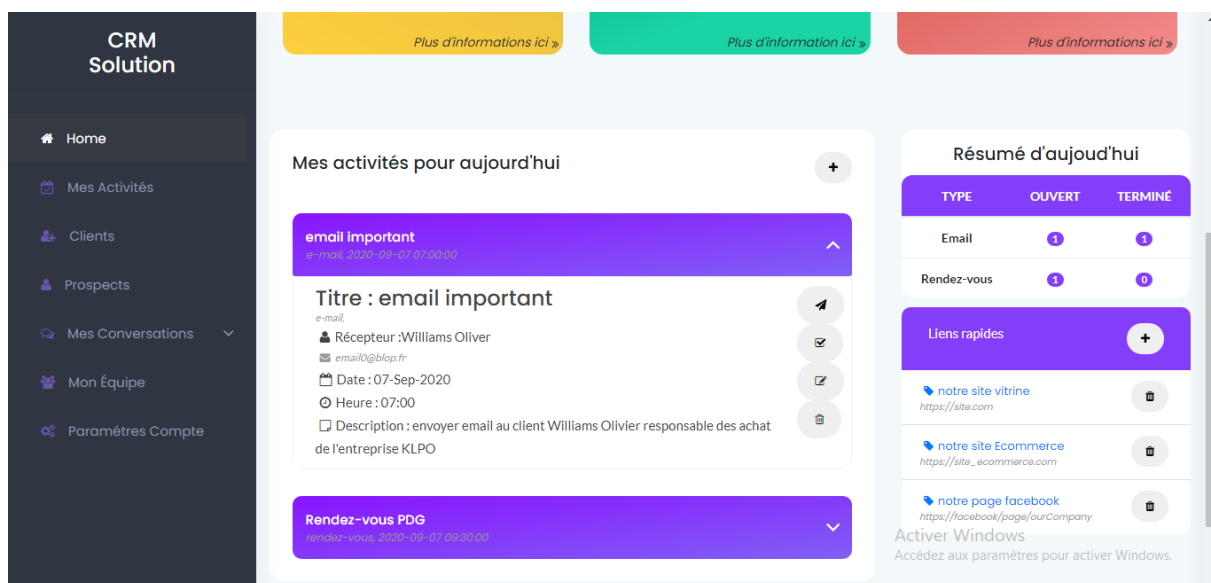 CRM
Solution
Home
Mes Activités
Clients
Prospects
Mes Conversations
Mon Équipe
Paramétres Compte
Plus d'informations ici »
Plus d'information ici »
Plus d'informations ici »
Mes activités pour aujourd'hui
email important
e-mail, 2020-09-07 07:00:00
Titre : email important
e-mail,
Récepteur :Williams Oliver
email0@blop.fr
Date : 07-Sep-2020
Heure : 07:00
Description : envoyer email au client Williams Olivier responsable des achat
de l'entreprise KLPO
Rendez-vous PDG
rendez-vous, 2020-09-07 09:30:00
Résumé d'aujoud'hui
TYPE OUVERT TERMINÉ
Email 1 1
Rendez-vous 1 0
Liens rapides
notre site vitrine
https://site.com
notre site Ecommerce
https://site_ecommerce.com
notre page facebook
https://facebook/page/ourCompany
Activer Windows
Accédez aux paramètres pour activer Windows.